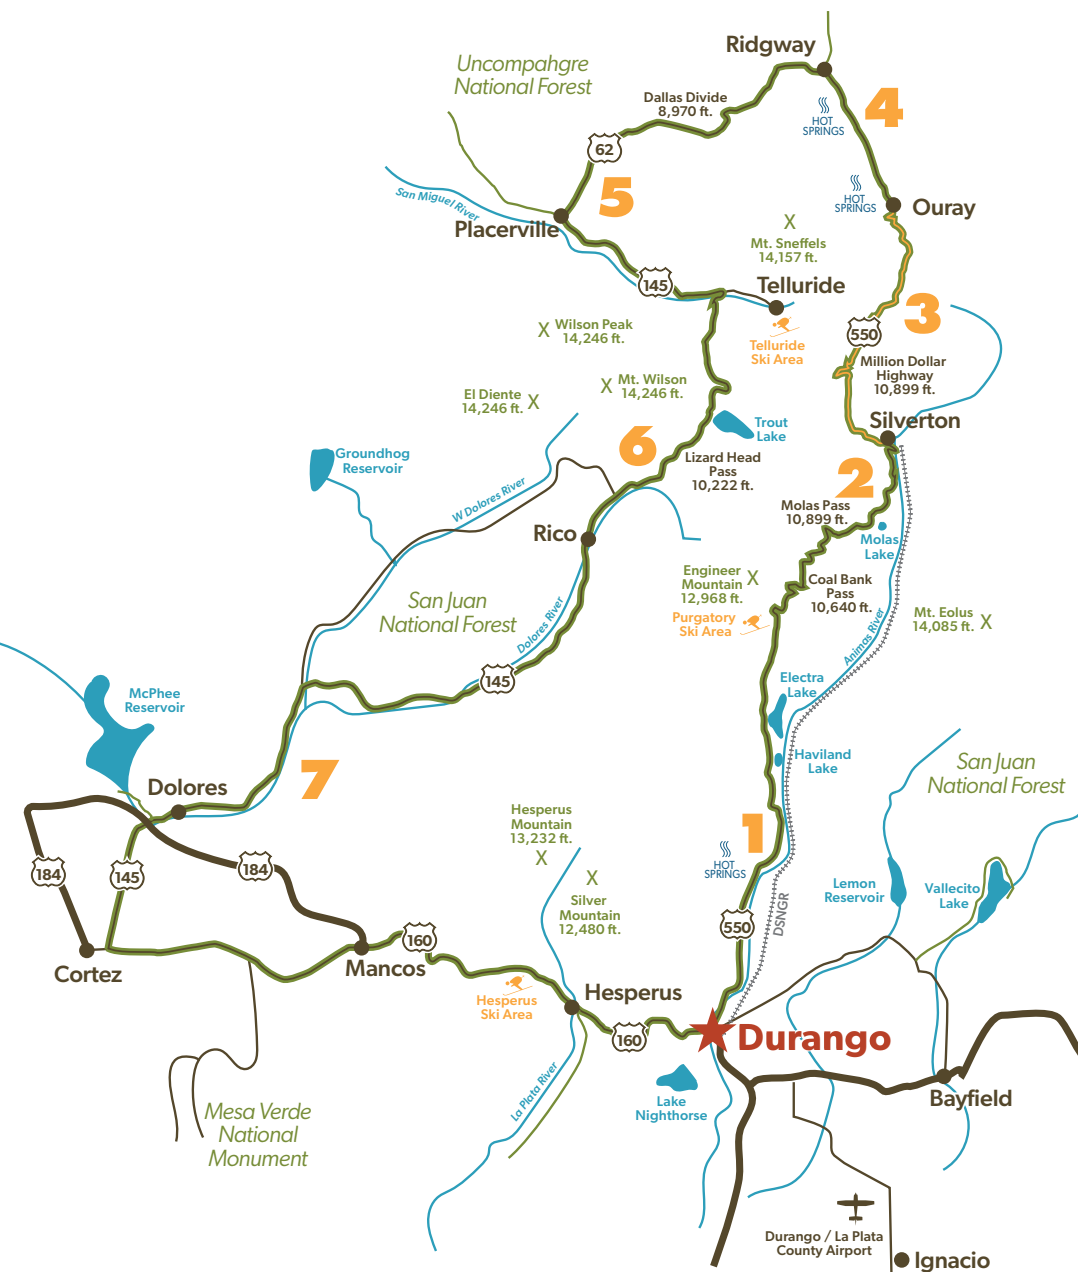 Ridgway
Uncompahgre
National Forest
Dallas Divide
8,970 ft.
4
HOT
SPRINGS
62
5
San Miguel River
HOT
SPRINGS
Ouray
Placerville
X
Mt. Sneffels
14,157 ft.
145
Telluride
3
X Wilson Peak
14,246 ft.
Telluride
Ski Area
550
Million Dollar
Highway
10,899 ft.
El Diente X
14,246 ft.
X Mt. Wilson
14,246 ft.
Silverton
Trout
Lake
6
Groundhog
Reservoir
Lizard Head
Pass
10,222 ft.
2
W Dolores River
Molas Pass
10,899 ft.
Rico
Molas
Lake
Engineer
Mountain X
12,968 ft.
Coal Bank
Pass
10,640 ft.
San Juan
National Forest
Dolores River
Purgatory
Ski Area
Animas River
Mt. Eolus
14,085 ft. X
145
Electra
Lake
McPhee
Reservoir
Haviland
Lake
San Juan
National Forest
7
Dolores
Hesperus
Mountain
13,232 ft.
X
1
HOT
SPRINGS
184
145
184
X
Silver
Mountain
12,480 ft.
Lemon
Reservoir
Vallecito
Lake
DSNGR
550
160
Cortez
Mancos
Hesperus
Ski Area
Hesperus
160
Durango
La Plata River
Lake
Nighthorse
Bayfield
Mesa Verde
National
Monument
Durango / La Plata
County Airport
Ignacio